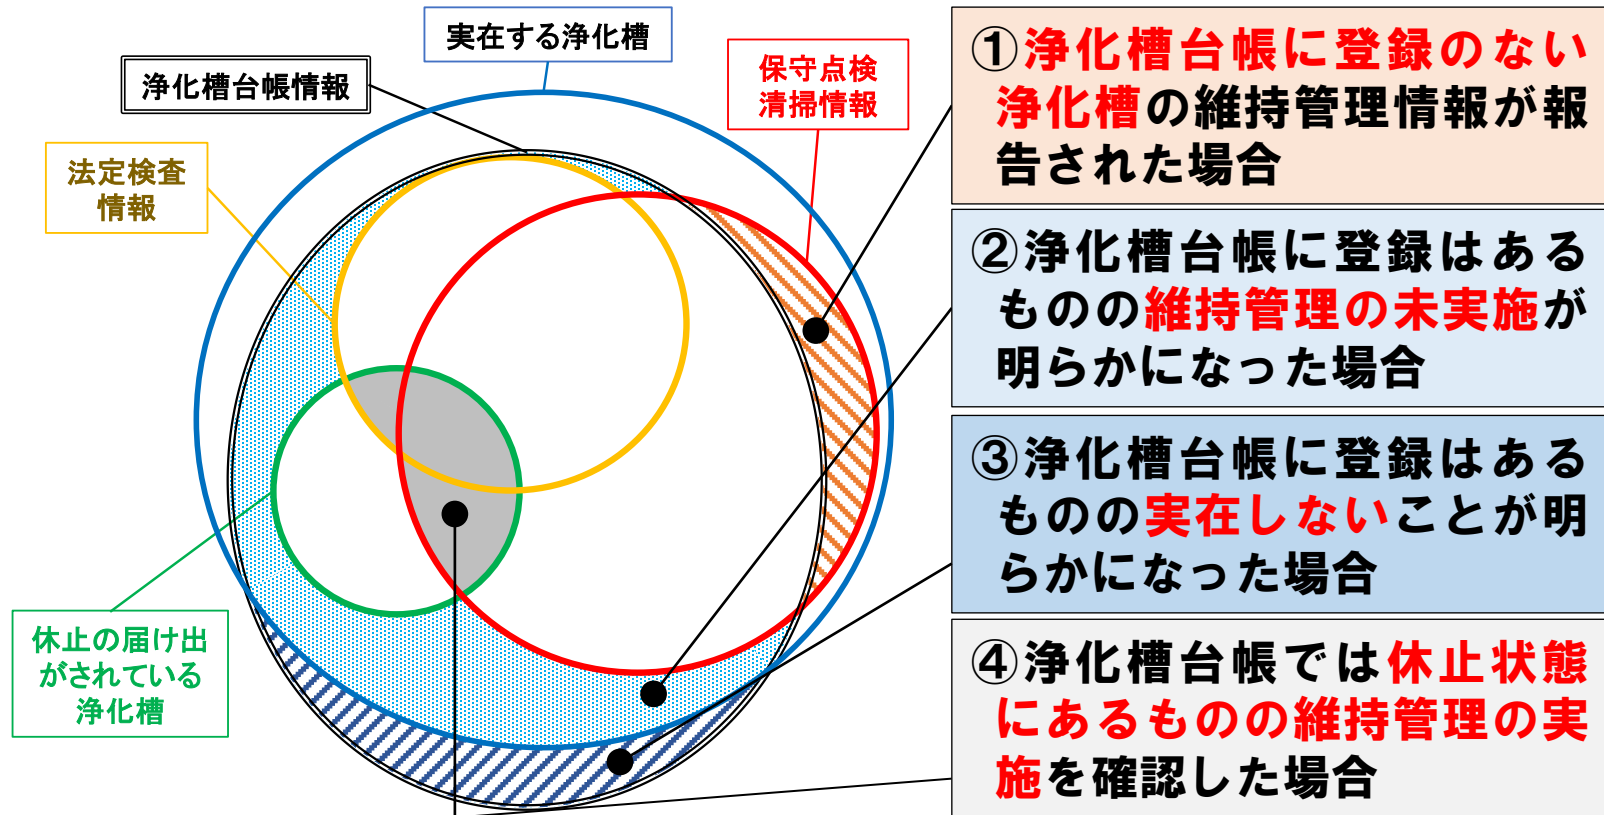 実在する浄化槽
浄化槽台帳情報
保守点検
清掃情報
法定検査
情報
休止の届け出
がされている
浄化槽
①浄化槽台帳に登録のない
浄化槽の維持管理情報が報
告された場合
②浄化槽台帳に登録はある
ものの維持管理の未実施が
明らかになった場合
③浄化槽台帳に登録はある
ものの実在しないことが明
らかになった場合
④浄化槽台帳では休止状態
にあるものの維持管理の実
施を確認した場合